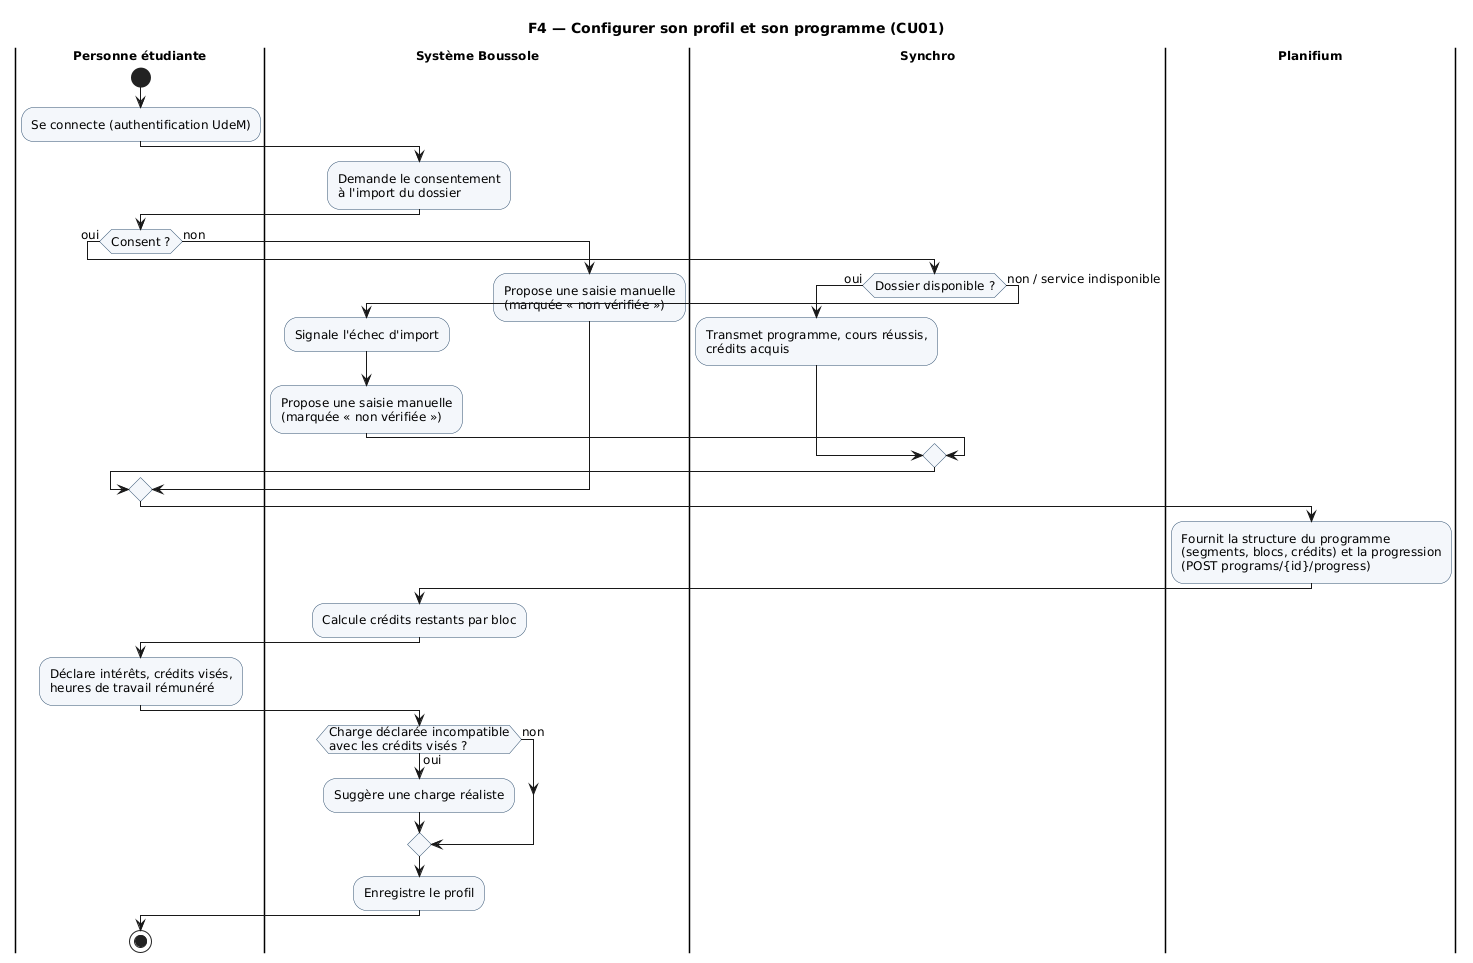 F4 — Configurer son profil et son programme (CU01)
Personne étudiante
Système Boussole
Synchro
Planifium
Se connecte (authentification UdeM)
Demande le consentement
à l'import du dossier
oui
Consent ?
non
Propose une saisie manuelle
(marquée « non vérifiée »)
oui
Dossier disponible ?
non / service indisponible
Signale l'échec d'import
Transmet programme, cours réussis,
crédits acquis
Propose une saisie manuelle
(marquée « non vérifiée »)
Fournit la structure du programme
(segments, blocs, crédits) et la progression
(POST programs/{id}/progress)
Calcule crédits restants par bloc
Déclare intérêts, crédits visés,
heures de travail rémunéré
Charge déclarée incompatible
avec les crédits visés ?
non
oui
Suggère une charge réaliste
Enregistre le profil